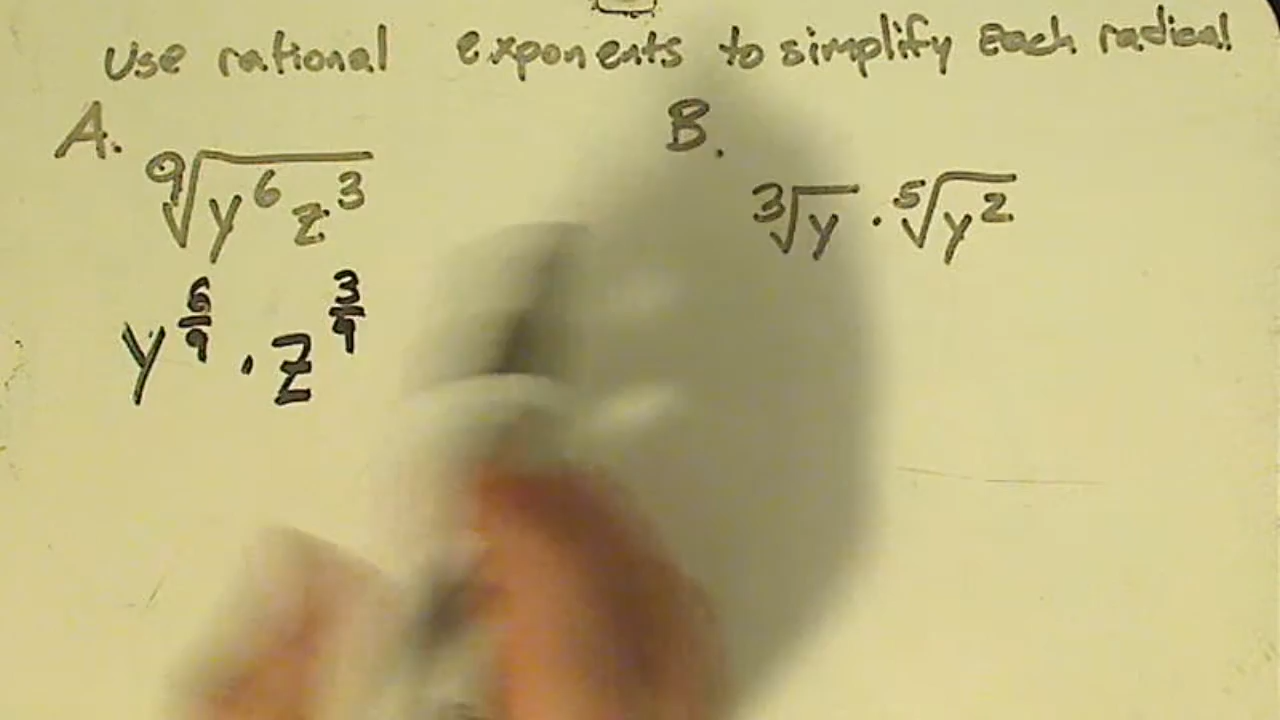 Use rational exponents to simplify each radical
A.
⁹√(y⁶z³)
y^(6/9) · z^(3/9)
B.
³√y · ⁵√(y²)